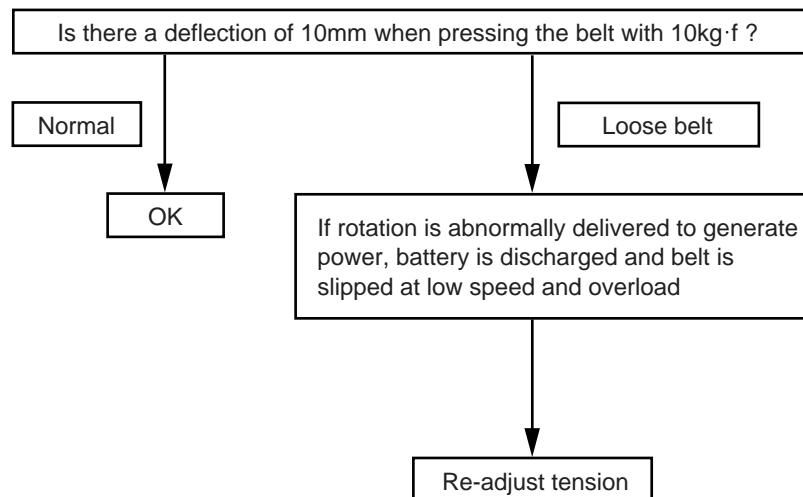 Is there a deflection of 10mm when pressing the belt with 10kg·f ?
Normal
Loose belt
OK
If rotation is abnormally delivered to generate
power, battery is discharged and belt is
slipped at low speed and overload
Re-adjust tension